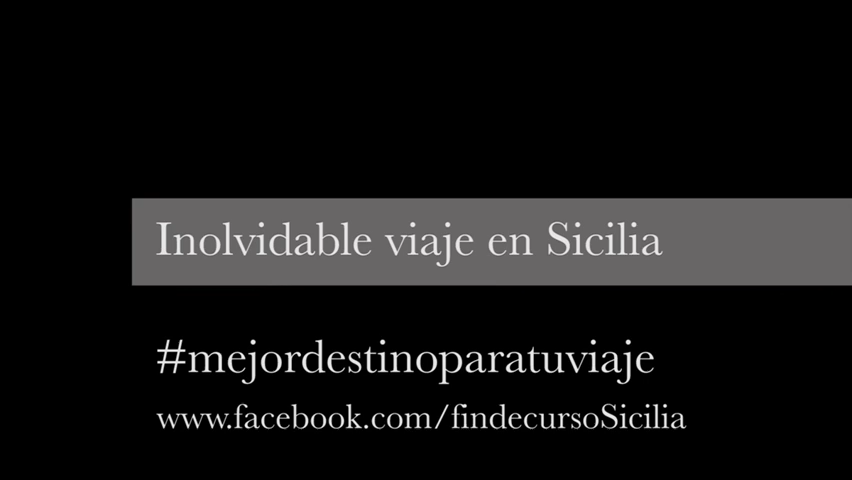 Inolvidable viaje en Sicilia
#mejordestinoparatuviaje
www.facebook.com/findecursoSicilia